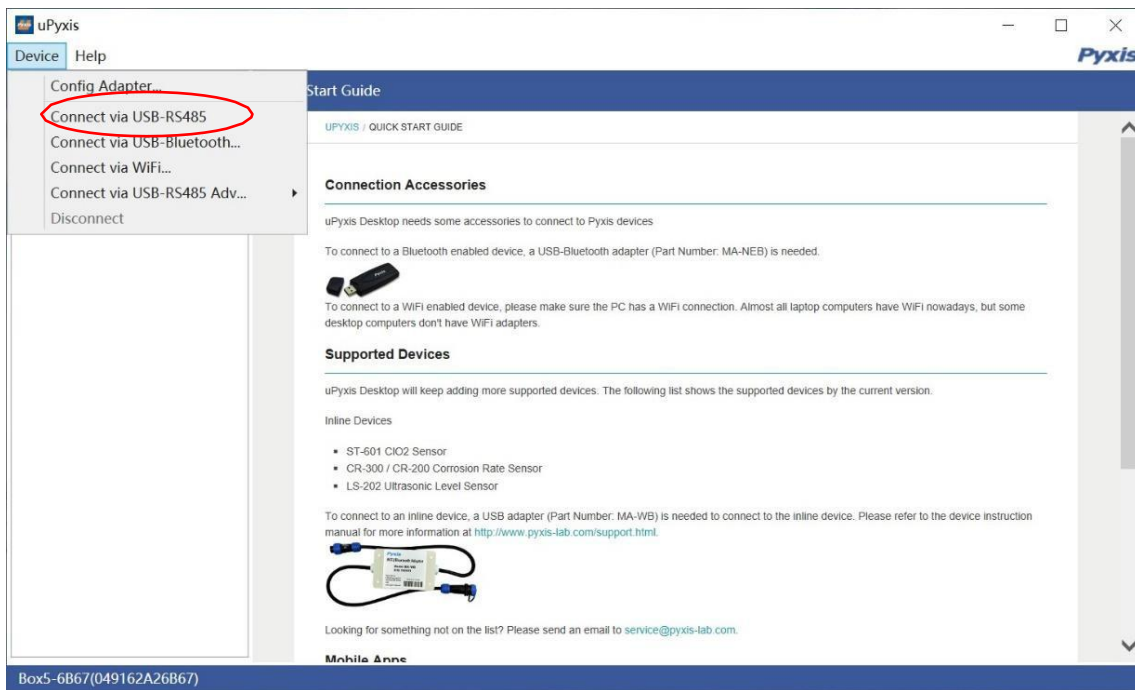 uPyxis
Device Help
Pyxis
Config Adapter...
Connect via USB-RS485
Connect via USB-Bluetooth...
Connect via WiFi...
Connect via USB-RS485 Adv...
Disconnect
Start Guide
UPYXIS / QUICK START GUIDE
Connection Accessories
uPyxis Desktop needs some accessories to connect to Pyxis devices
To connect to a Bluetooth enabled device, a USB-Bluetooth adapter (Part Number: MA-NEB) is needed.
To connect to a WiFi enabled device, please make sure the PC has a WiFi connection. Almost all laptop computers have WiFi nowadays, but some
desktop computers don't have WiFi adapters.
Supported Devices
uPyxis Desktop will keep adding more supported devices. The following list shows the supported devices by the current version.
Inline Devices
ST-601 ClO2 Sensor
CR-300 / CR-200 Corrosion Rate Sensor
LS-202 Ultrasonic Level Sensor
To connect to an inline device, a USB adapter (Part Number: MA-WB) is needed to connect to the inline device. Please refer to the device instruction
manual for more information at http://www.pyxis-lab.com/support.html.
Pyxis
Looking for something not on the list? Please send an email to service@pyxis-lab.com.
Mobile Apps
Box5-6B67(049162A26B67)